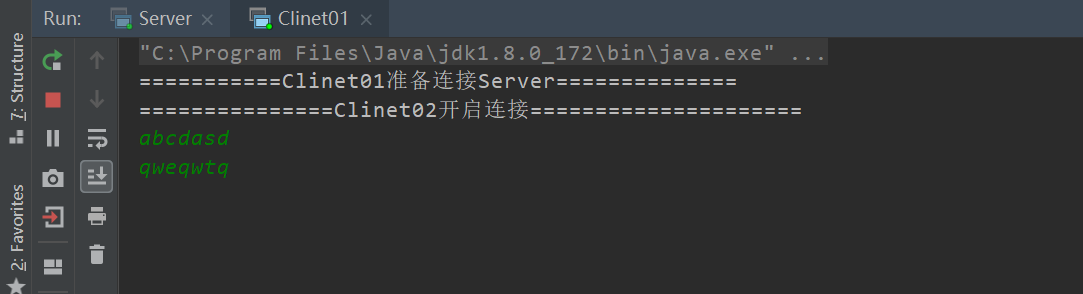 Run: Server × Clinet01 ×
7: Structure
2: Favorites
"C:\Program Files\Java\jdk1.8.0_172\bin\java.exe" ...
===========Clinet01准备连接Server==============
===============Clinet02开启连接=====================
abcdasd
qweqwtq